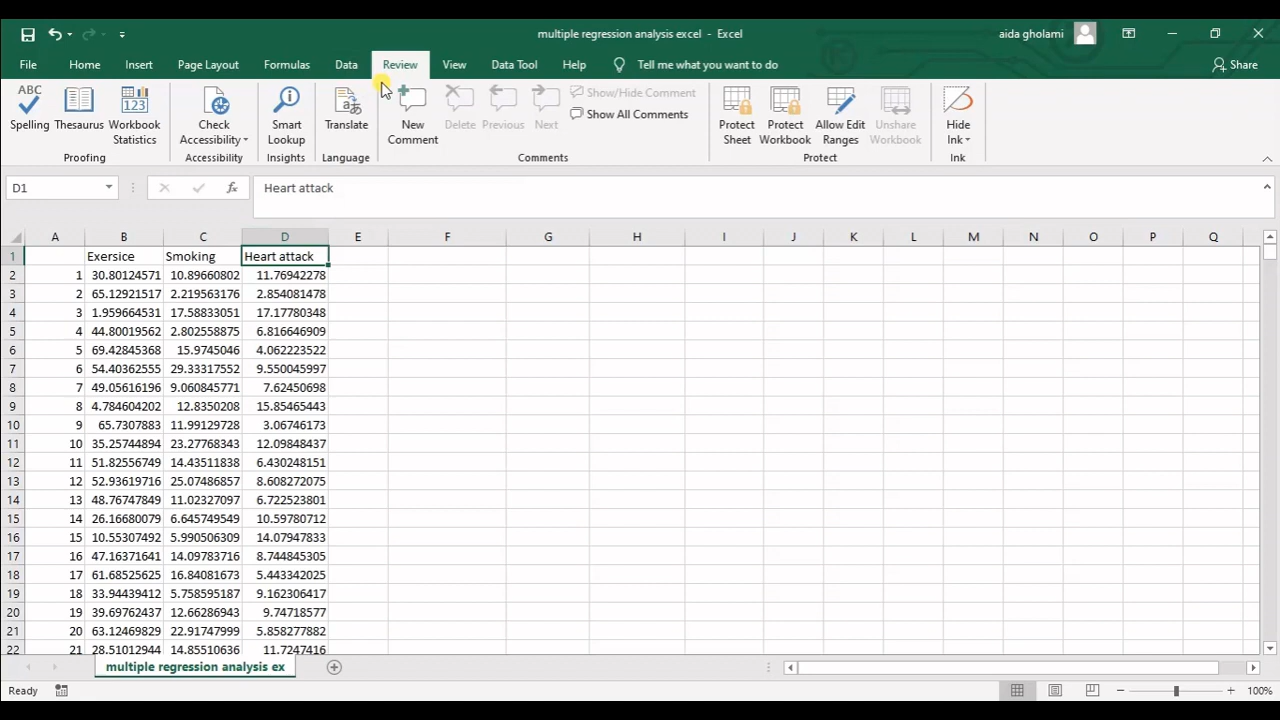 multiple regression analysis excel - Excel
aida gholami
File Home Insert Page Layout Formulas Data Review View Data Tool Help Tell me what you want to do Share
ABC
Spelling
Thesaurus
123
Workbook
Statistics
Proofing
Check
Accessibility
Accessibility
Smart
Lookup
Insights
Translate
Language
New
Comment
Delete
Previous
Next
Show/Hide Comment
Show All Comments
Comments
Protect
Sheet
Protect
Workbook
Allow Edit
Ranges
Unshare
Workbook
Protect
Hide
Ink
Ink
D1 fx Heart attack
A B C D E F G H I J K L M N O P Q
1 Exersice Smoking Heart attack
2 1 30.80124571 10.89660802 11.76942278
3 2 65.12921517 2.219563176 2.854081478
4 3 1.959664531 17.58833051 17.17780348
5 4 44.80019562 2.802558875 6.816646909
6 5 69.42845368 15.9745046 4.062223522
7 6 54.40362555 29.33317552 9.550045997
8 7 49.05616196 9.060845771 7.62450698
9 8 4.784604202 12.8350208 15.85465443
10 9 65.7307883 11.99129728 3.06746173
11 10 35.25744894 23.27768343 12.09848437
12 11 51.82556749 14.43511838 6.430248151
13 12 52.93619716 25.07486857 8.608272075
14 13 48.76747849 11.02327097 6.722523801
15 14 26.16680079 6.645749549 10.59780712
16 15 10.55307492 5.990506309 14.07947833
17 16 47.16371641 14.09783716 8.744845305
18 17 61.68525625 16.84081673 5.443342025
19 18 33.94439412 5.758595187 9.162306417
20 19 39.69762437 12.66286943 9.74718577
21 20 63.12469829 22.91747999 5.858277882
22 21 28.51012944 14.85510636 11.7247416
multiple regression analysis ex
Ready 100%